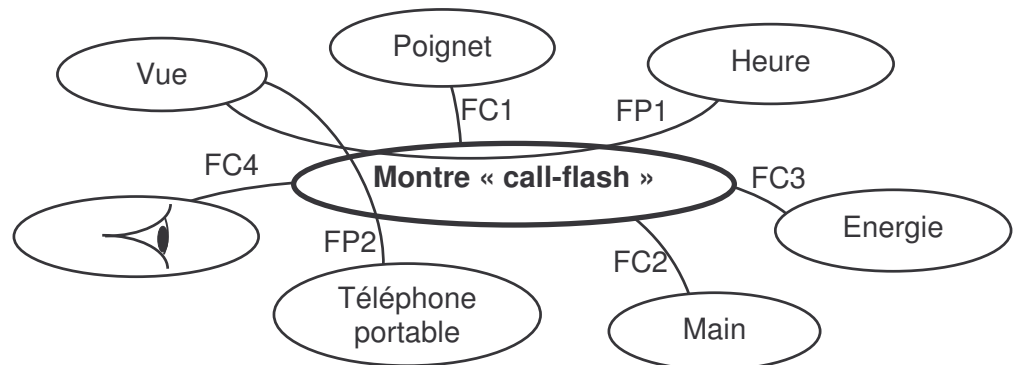 Poignet
Heure
Vue
FC1
FP1
FC4
Montre « call-flash »
FC3
Energie
FP2
FC2
Téléphone
portable
Main